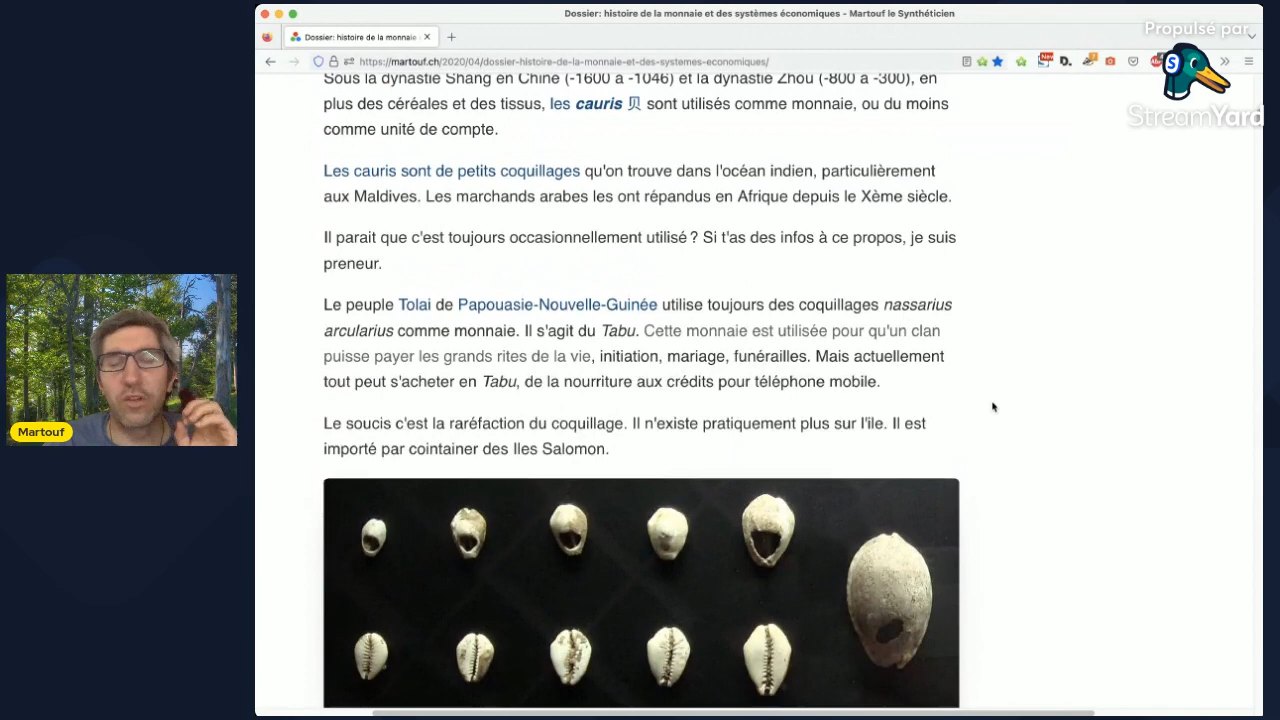 Dossier: histoire de la monnaie et des systèmes économiques - Martouf le Synthéticien
Dossier: histoire de la monnaie
https://martouf.ch/2020/04/dossier-histoire-de-la-monnaie-et-des-systemes-economiques/
Propulsé par
StreamYard
Sous la dynastie Shang en Chine (-1600 à -1046) et la dynastie Zhou (-800 à -300), en
plus des céréales et des tissus, les cauris 贝 sont utilisés comme monnaie, ou du moins
comme unité de compte.
Les cauris sont de petits coquillages qu'on trouve dans l'océan indien, particulièrement
aux Maldives. Les marchands arabes les ont répandus en Afrique depuis le Xème siècle.
Il parait que c'est toujours occasionnellement utilisé ? Si t'as des infos à ce propos, je suis
preneur.
Le peuple Tolai de Papouasie-Nouvelle-Guinée utilise toujours des coquillages nassarius
arcularius comme monnaie. Il s'agit du Tabu. Cette monnaie est utilisée pour qu'un clan
puisse payer les grands rites de la vie, initiation, mariage, funérailles. Mais actuellement
tout peut s'acheter en Tabu, de la nourriture aux crédits pour téléphone mobile.
Le soucis c'est la raréfaction du coquillage. Il n'existe pratiquement plus sur l'île. Il est
importé par cointainer des Iles Salomon.
Martouf